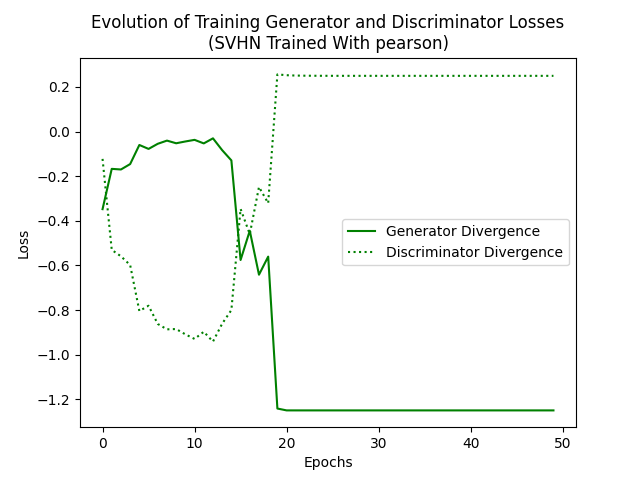 Evolution of Training Generator and Discriminator Losses
(SVHN Trained With pearson)
0.2
0.0
−0.2
−0.4
−0.6
−0.8
−1.0
−1.2
Loss
Generator Divergence
Discriminator Divergence
0 10 20 30 40 50
Epochs